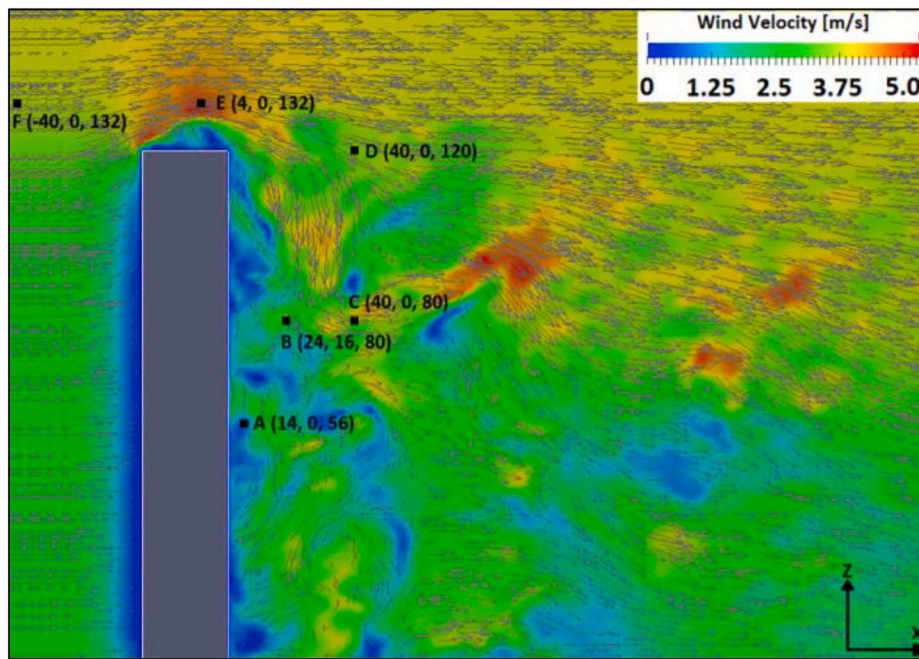 Wind Velocity [m/s]
0 1.25 2.5 3.75 5.0
E (4, 0, 132)
F (-40, 0, 132)
D (40, 0, 120)
C (40, 0, 80)
B (24, 16, 80)
A (14, 0, 56)
Z
X